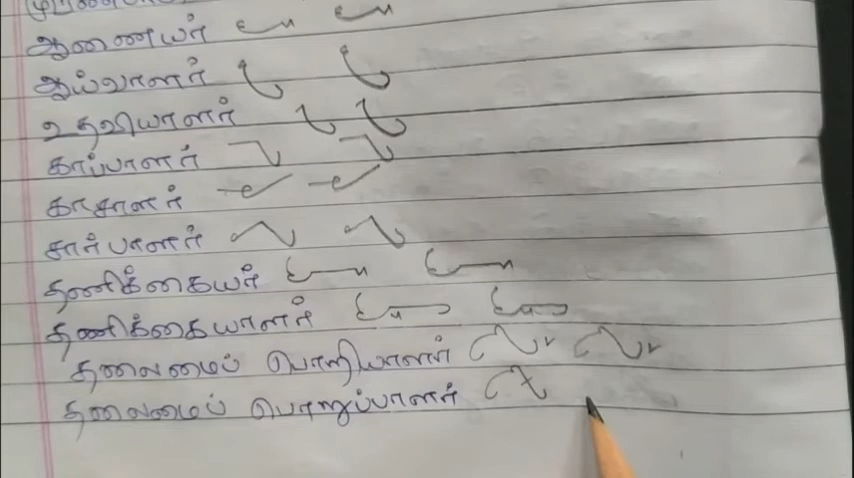 ஆணையர்
ஆய்வாளர்
உதவியாளர்
காப்பாளர்
காசாளர்
சார்பாளர்
தணிக்கையர்
தணிக்கையாளர்
தலைமைப் பொறியாளர்
தலைமைப் பொறுப்பாளர்